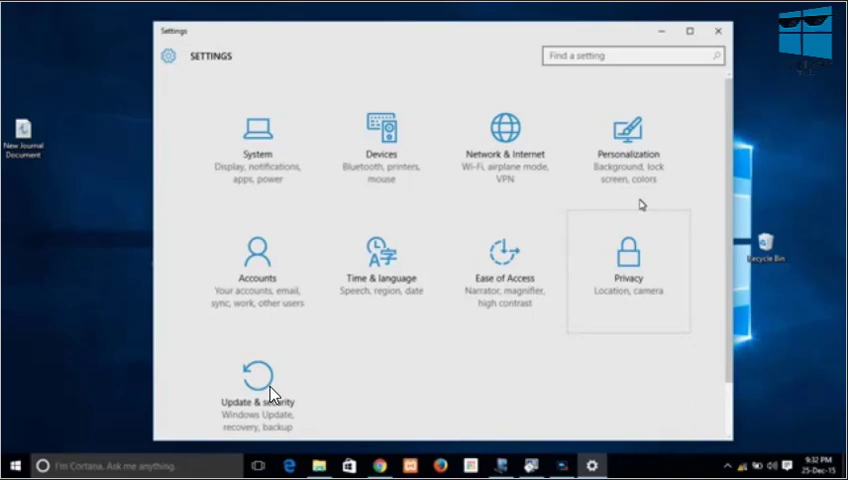 Settings
SETTINGS
Find a setting
System
Display, notifications,
apps, power
Devices
Bluetooth, printers,
mouse
Network & Internet
Wi-Fi, airplane mode,
VPN
Personalization
Background, lock
screen, colors
Accounts
Your accounts, email,
sync, work, other users
Time & language
Speech, region, date
Ease of Access
Narrator, magnifier,
high contrast
Privacy
Location, camera
Update & security
Windows Update,
recovery, backup
New Journal
Document
Recycle Bin
I'm Cortana. Ask me anything.
9:32 PM
25-Dec-15